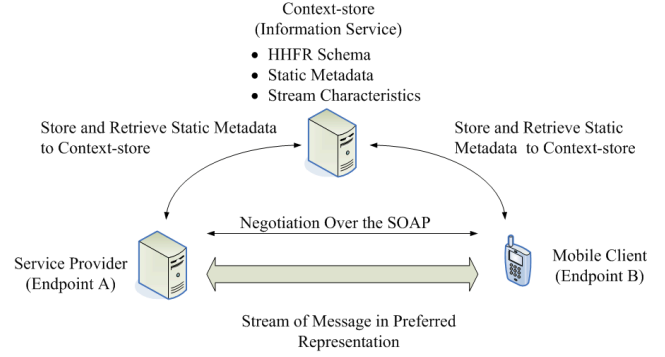 Context-store
(Information Service)
• HHFR Schema
• Static Metadata
• Stream Characteristics
Store and Retrieve Static Metadata
to Context-store
Store and Retrieve Static
Metadata to Context-store
Negotiation Over the SOAP
Service Provider
(Endpoint A)
Mobile Client
(Endpoint B)
Stream of Message in Preferred
Representation